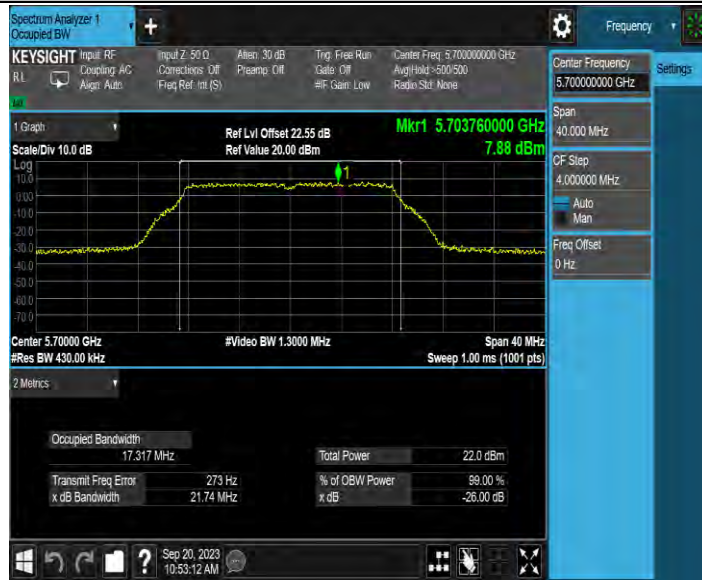 Spectrum Analyzer 1
Occupied BW
+
Frequency
KEYSIGHT Input: RF Input Z: 50 Ω Atten: 30 dB Trig: Free Run Center Freq: 5.700000000 GHz
RL Coupling: AC Corrections: Off Preamp: Off Gate: Off Avg|Hold:>500/500
Align: Auto Freq Ref: Int (S) #IF Gain: Low Radio Std: None
Center Frequency
5.700000000 GHz
Settings
Span
40.000 MHz
CF Step
4.000000 MHz
Auto
Man
Freq Offset
0 Hz
1 Graph
Scale/Div 10.0 dB
Ref Lvl Offset 22.55 dB
Ref Value 20.00 dBm
Mkr1 5.703760000 GHz
7.88 dBm
Log
10.0
0.00
-10.0
-20.0
-30.0
-40.0
-50.0
-60.0
-70.0
1
Center 5.70000 GHz #Video BW 1.3000 MHz Span 40 MHz
#Res BW 430.00 kHz Sweep 1.00 ms (1001 pts)
2 Metrics
Occupied Bandwidth
17.317 MHz Total Power 22.0 dBm
Transmit Freq Error 273 Hz % of OBW Power 99.00 %
x dB Bandwidth 21.74 MHz x dB -26.00 dB
? Sep 20, 2023
10:53:12 AM